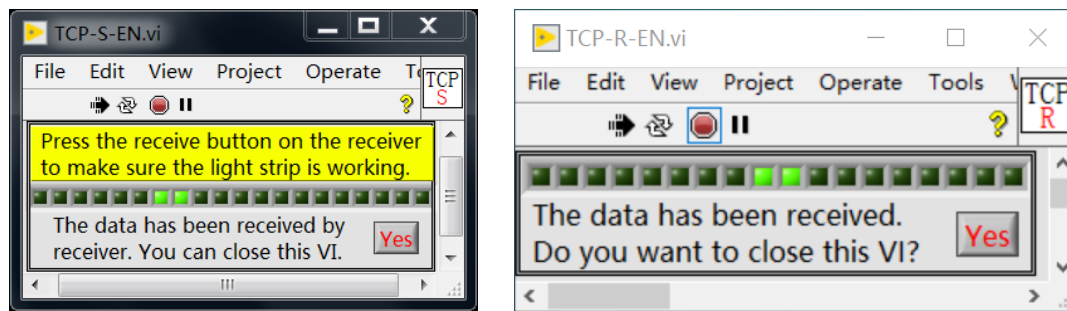 TCP-S-EN.vi
File Edit View Project Operate
TCP
S
Press the receive button on the receiver
to make sure the light strip is working.
The data has been received by
receiver. You can close this VI.
Yes
TCP-R-EN.vi
File Edit View Project Operate Tools
TCP
R
The data has been received.
Do you want to close this VI?
Yes